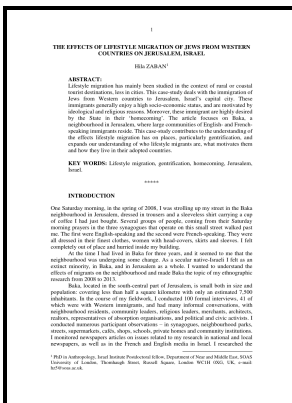 1
THE EFFECTS OF LIFESTYLE MIGRATION OF JEWS FROM WESTERN
COUNTRIES ON JERUSALEM, ISRAEL
Hila ZABAN¹
ABSTRACT:
Lifestyle migration has mainly been studied in the context of rural or coastal
tourist destinations, less in cities. This case-study deals with the immigration of
Jews from Western countries to Jerusalem, Israel's capital city. These
immigrants generally enjoy a high socio-economic status, and are motivated by
ideological and religious reasons. Moreover, these immigrants are highly desired
by the State in their 'homecoming'. The article focuses on Baka, a
neighbourhood in Jerusalem, where large communities of English- and French-
speaking immigrants reside. This case-study contributes to the understanding of
the effects lifestyle migration has on places, particularly gentrification, and
expands our understanding of who lifestyle migrants are, what motivates them
and how they live in their adopted countries.
KEY WORDS: Lifestyle migration, gentrification, homecoming, Jerusalem,
Israel.
*****
INTRODUCTION
One Saturday morning, in the spring of 2008, I was strolling up my street in the Baka
neighbourhood in Jerusalem, dressed in trousers and a sleeveless shirt carrying a cup
of coffee I had just bought. Several groups of people, coming from their Saturday
morning prayers in the three synagogues that operate on this small street walked past
me. The first were English-speaking and the second were French-speaking. They were
all dressed in their finest clothes, women with head-covers, skirts and sleeves. I felt
completely out of place and hurried inside my building.
At the time I had lived in Baka for three years, and it seemed to me that the
neighbourhood was undergoing some change. As a secular native-Israeli I felt as an
extinct minority, in Baka, and in Jerusalem as a whole. I wanted to understand the
effects of migrants on the neighbourhood and made Baka the topic of my ethnographic
research from 2008 to 2013.
Baka, located in the south-central part of Jerusalem, is small both in size and
population: covering less than half a square kilometre with only an estimated 7,500
inhabitants. In the course of my fieldwork, I conducted 100 formal interviews, 41 of
which were with Western immigrants, and had many informal conversations, with
neighbourhood residents, community leaders, religious leaders, merchants, architects,
realtors, representatives of absorption organisations, and political and civic activists. I
conducted numerous participant observations – in synagogues, neighbourhood parks,
streets, supermarkets, cafés, shops, schools, private homes and community institutions.
I monitored newspapers articles on issues related to my research in national and local
newspapers, as well as in the French and English media in Israel. I researched the
¹ PhD in Anthropology, Israel Institute Postdoctoral fellow, Department of Near and Middle East, SOAS
University of London, Thornhaugh Street, Russell Square, London WC1H 0XG, UK, e-mail: